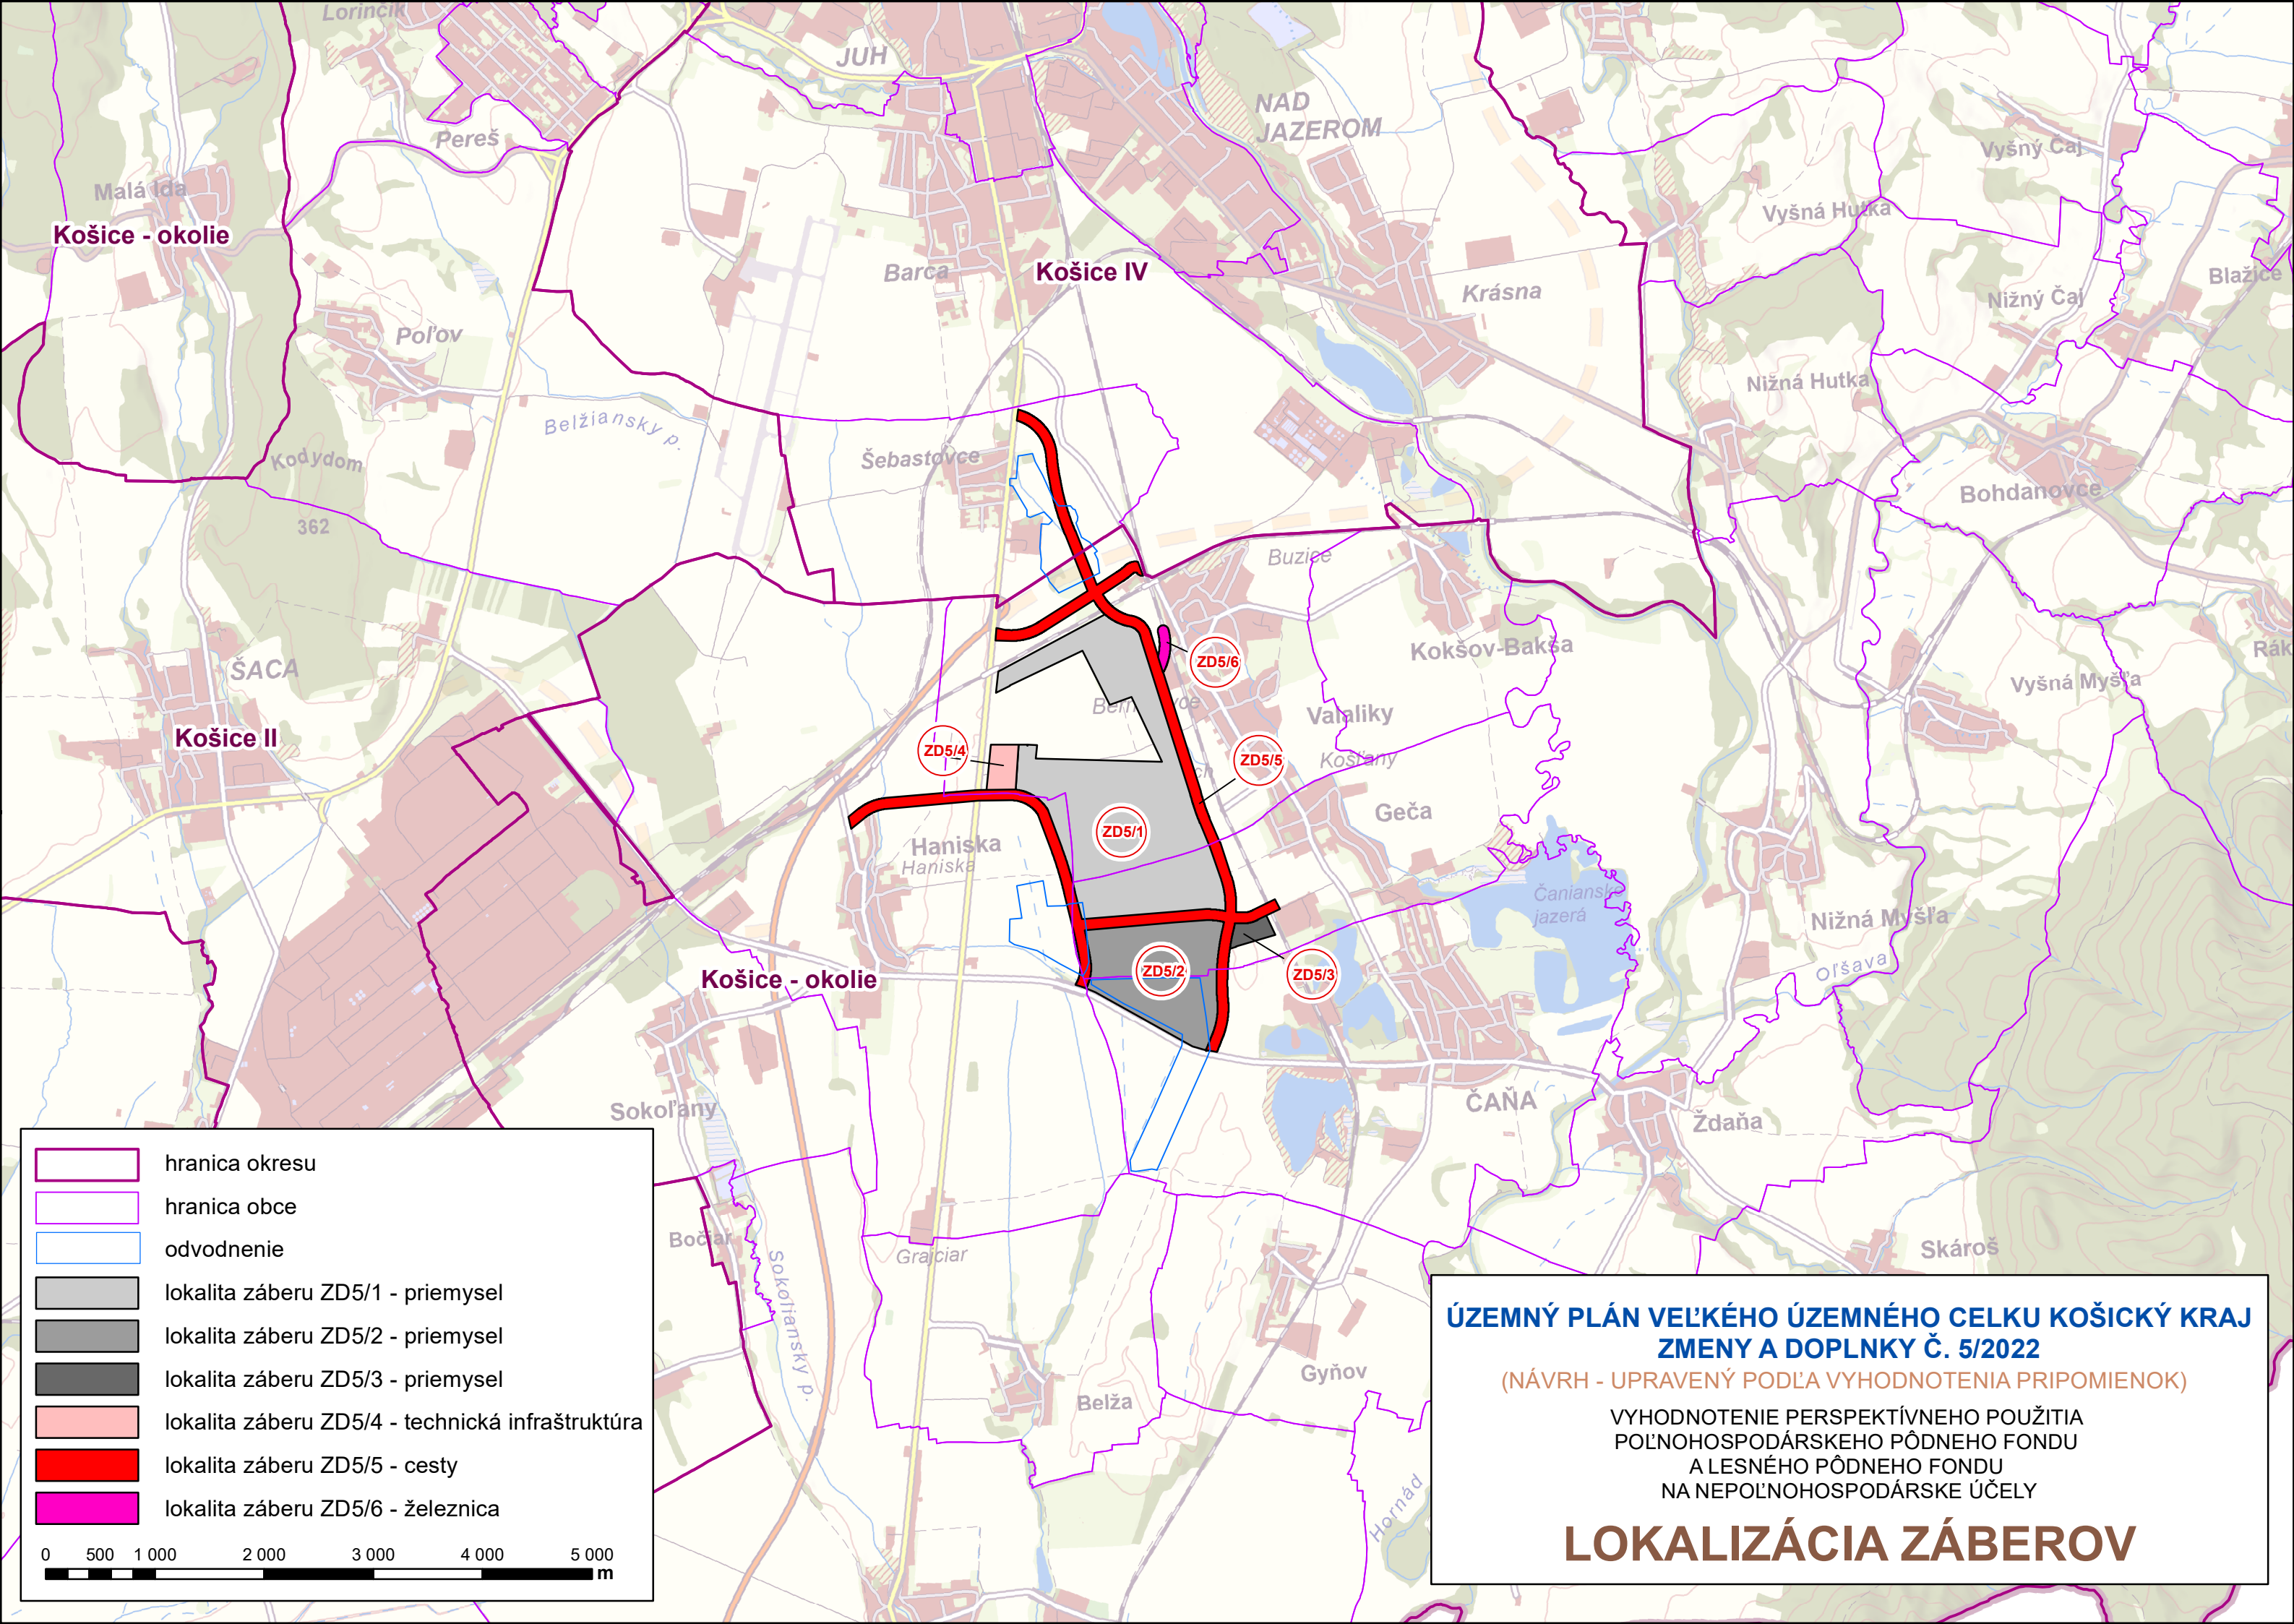 Lorinčík
JUH
NAD
JAZEROM
Pereš
Vyšný Čaj
Malá Ida
Košice - okolie
Vyšná Hutka
Barca
Košice IV
Blažice
Krásna
Nižný Čaj
Poľov
Nižná Hutka
Belžiansky p.
Šebastovce
Kodydom
Bohdanovce
362
Buzice
ZD5/6
Kokšov-Bakša
ŠACA
Vyšná Myšľa
Valaliky
Košice II
ZD5/4
ZD5/5
Košťany
Geča
ZD5/1
Haniska
Haniska
Čanianske
jazerá
Nižná Myšľa
Oľšava
ZD5/2
ZD5/3
Košice - okolie
Sokoľany
ČAŇA
Ždaňa
Bočiar
Sokoliansky p.
Grajciar
Skároš
Gyňov
Belža
Hornád
hranica okresu
hranica obce
odvodnenie
lokalita záberu ZD5/1 - priemysel
lokalita záberu ZD5/2 - priemysel
lokalita záberu ZD5/3 - priemysel
lokalita záberu ZD5/4 - technická infraštruktúra
lokalita záberu ZD5/5 - cesty
lokalita záberu ZD5/6 - železnica
0 500 1 000 2 000 3 000 4 000 5 000
m
ÚZEMNÝ PLÁN VEĽKÉHO ÚZEMNÉHO CELKU KOŠICKÝ KRAJ
ZMENY A DOPLNKY Č. 5/2022
(NÁVRH - UPRAVENÝ PODĽA VYHODNOTENIA PRIPOMIENOK)
VYHODNOTENIE PERSPEKTÍVNEHO POUŽITIA
POĽNOHOSPODÁRSKEHO PÔDNEHO FONDU
A LESNÉHO PÔDNEHO FONDU
NA NEPOĽNOHOSPODÁRSKE ÚČELY
LOKALIZÁCIA ZÁBEROV